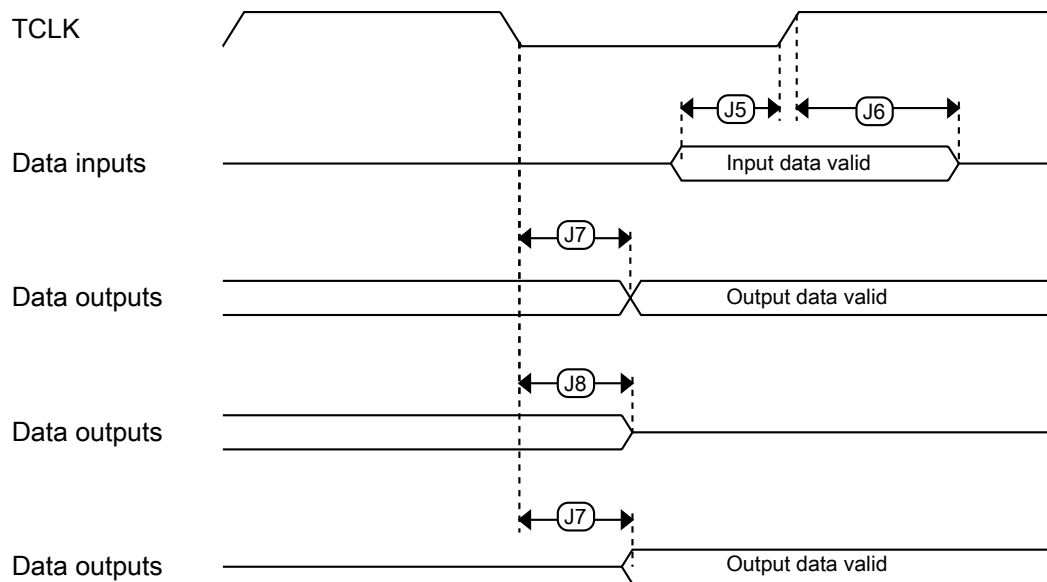 TCLK
J5
J6
Data inputs
Input data valid
J7
Data outputs
Output data valid
J8
Data outputs
J7
Data outputs
Output data valid